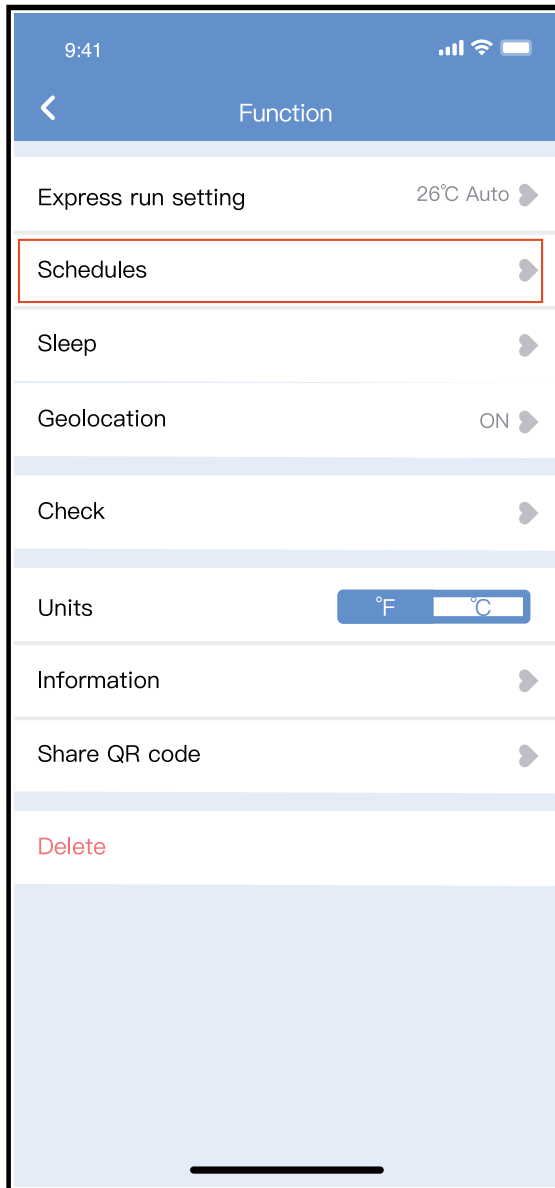 9:41
Function
Express run setting 26℃ Auto
Schedules
Sleep
Geolocation ON
Check
Units °F °C
Information
Share QR code
Delete